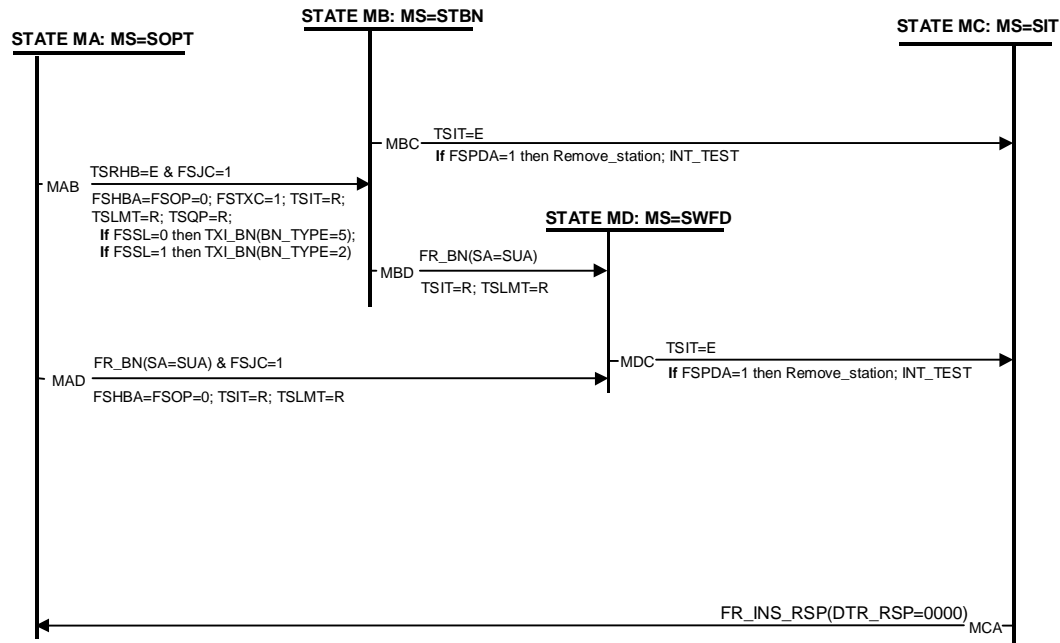 STATE MB: MS=STBN
STATE MA: MS=SOPT
STATE MC: MS=SIT
MBC
TSIT=E
If FSPDA=1 then Remove_station; INT_TEST
MAB
TSRHB=E & FSJC=1
FSHBA=FSOP=0; FSTXC=1; TSIT=R;
TSLMT=R; TSQP=R;
If FSSL=0 then TXI_BN(BN_TYPE=5);
If FSSL=1 then TXI_BN(BN_TYPE=2)
STATE MD: MS=SWFD
MBD
FR_BN(SA=SUA)
TSIT=R; TSLMT=R
MDC
TSIT=E
If FSPDA=1 then Remove_station; INT_TEST
MAD
FR_BN(SA=SUA) & FSJC=1
FSHBA=FSOP=0; TSIT=R; TSLMT=R
FR_INS_RSP(DTR_RSP=0000)
MCA